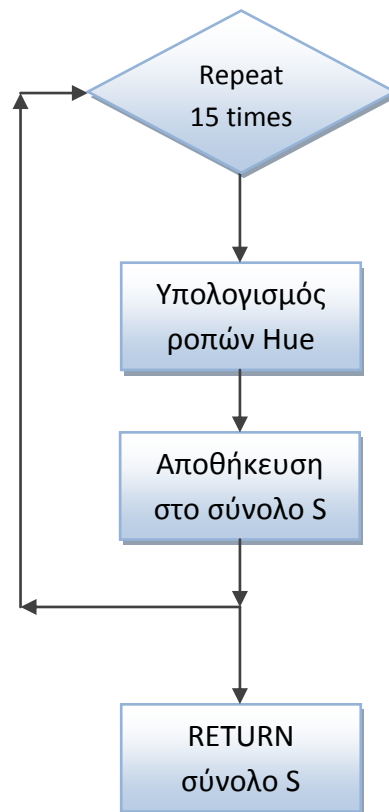 Repeat
15 times
Υπολογισμός
ροπών Hue
Αποθήκευση
στο σύνολο S
RETURN
σύνολο S